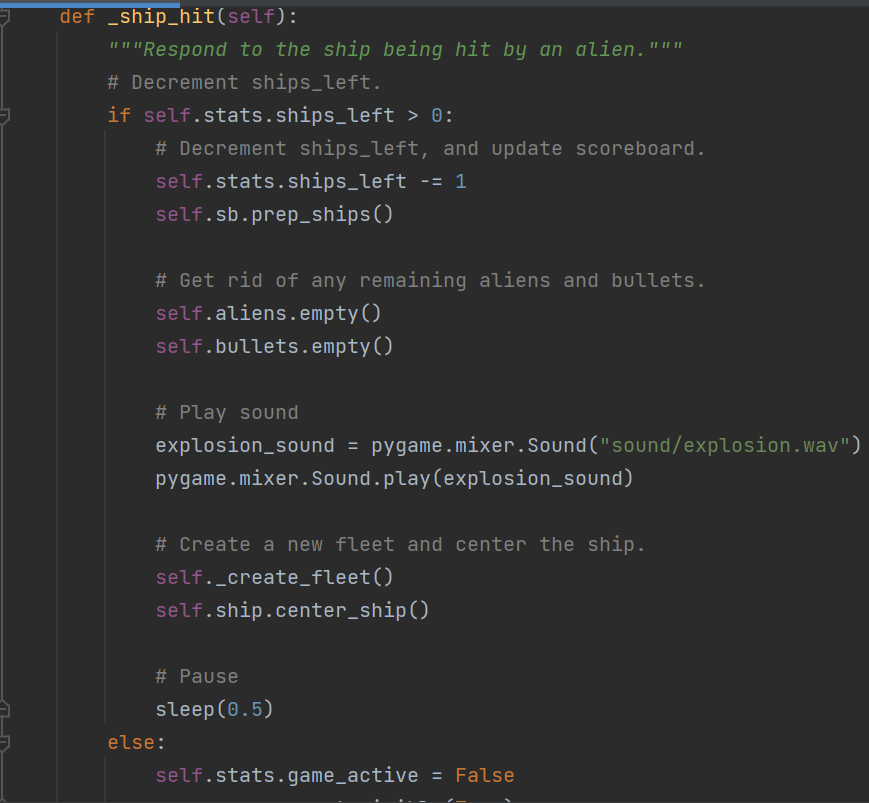 def _ship_hit(self):
    """Respond to the ship being hit by an alien."""
    # Decrement ships_left.
    if self.stats.ships_left > 0:
        # Decrement ships_left, and update scoreboard.
        self.stats.ships_left -= 1
        self.sb.prep_ships()

        # Get rid of any remaining aliens and bullets.
        self.aliens.empty()
        self.bullets.empty()

        # Play sound
        explosion_sound = pygame.mixer.Sound("sound/explosion.wav")
        pygame.mixer.Sound.play(explosion_sound)

        # Create a new fleet and center the ship.
        self._create_fleet()
        self.ship.center_ship()

        # Pause
        sleep(0.5)
    else:
        self.stats.game_active = False